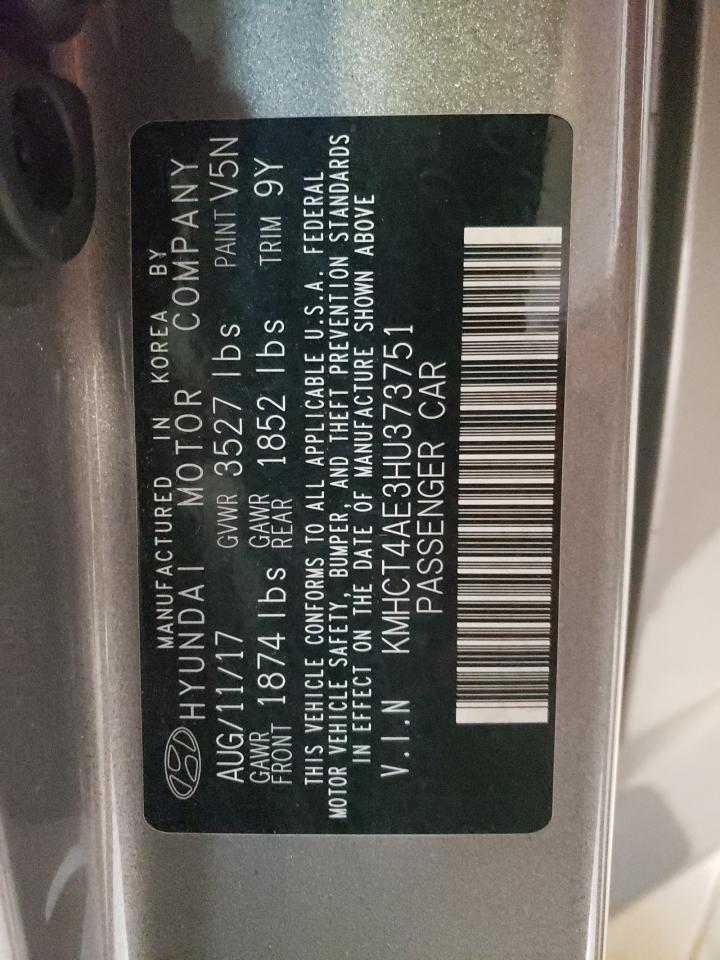 MANUFACTURED IN KOREA BY
HYUNDAI MOTOR COMPANY
AUG/11/17 GVWR 3527 lbs PAINT V5N
GAWR FRONT 1874 lbs GAWR REAR 1852 lbs TRIM 9Y
THIS VEHICLE CONFORMS TO ALL APPLICABLE U.S.A. FEDERAL
MOTOR VEHICLE SAFETY, BUMPER, AND THEFT PREVENTION STANDARDS
IN EFFECT ON THE DATE OF MANUFACTURE SHOWN ABOVE
V.I.N KMHCT4AE3HU373751
PASSENGER CAR